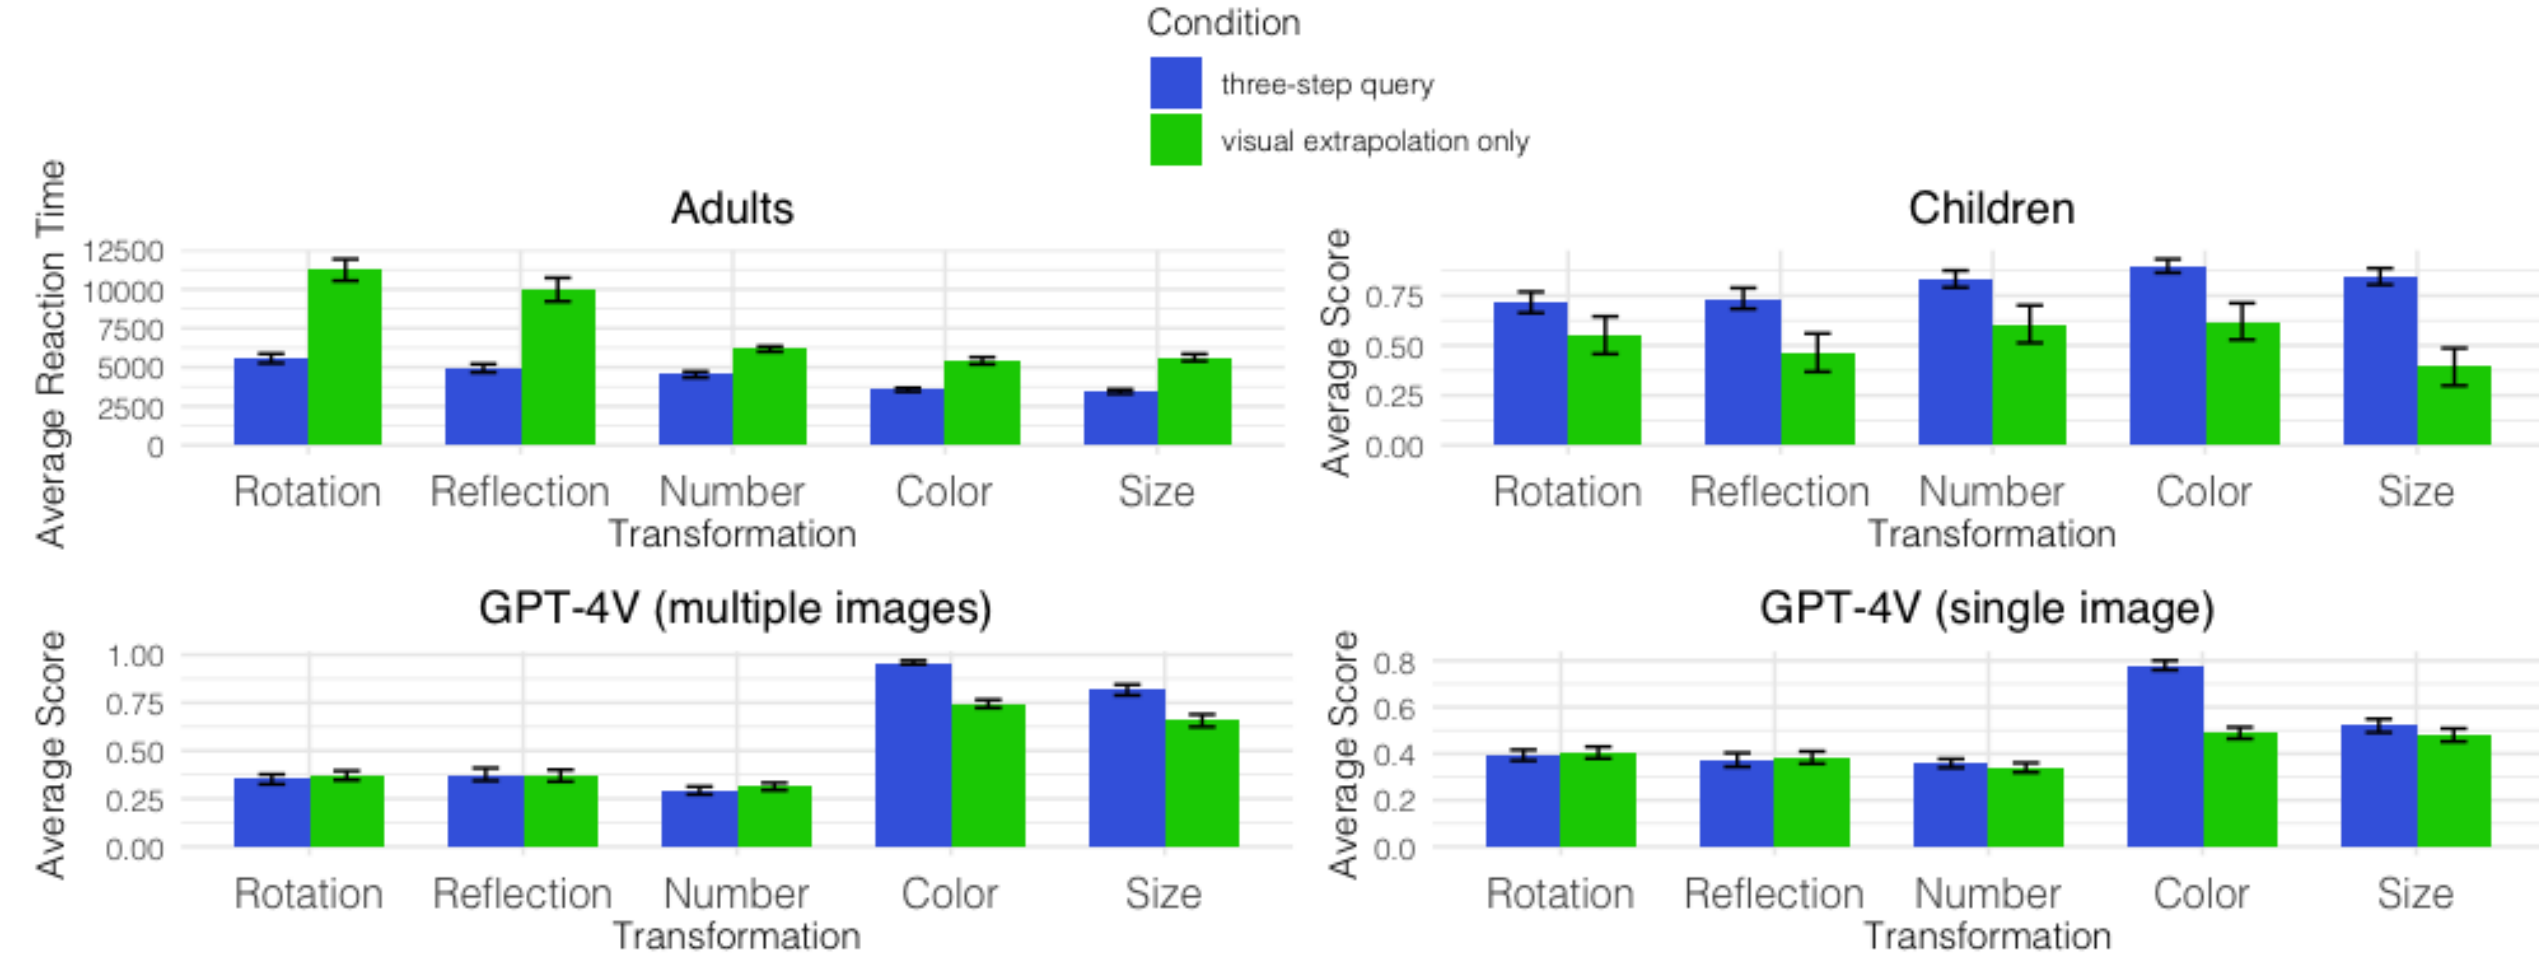 Condition
three-step query
visual extrapolation only
Adults
Average Reaction Time
12500
10000
7500
5000
2500
0
Rotation Reflection Number Color Size
Transformation
Children
Average Score
0.75
0.50
0.25
0.00
Rotation Reflection Number Color Size
Transformation
GPT-4V (multiple images)
Average Score
1.00
0.75
0.50
0.25
0.00
Rotation Reflection Number Color Size
Transformation
GPT-4V (single image)
Average Score
0.8
0.6
0.4
0.2
0.0
Rotation Reflection Number Color Size
Transformation